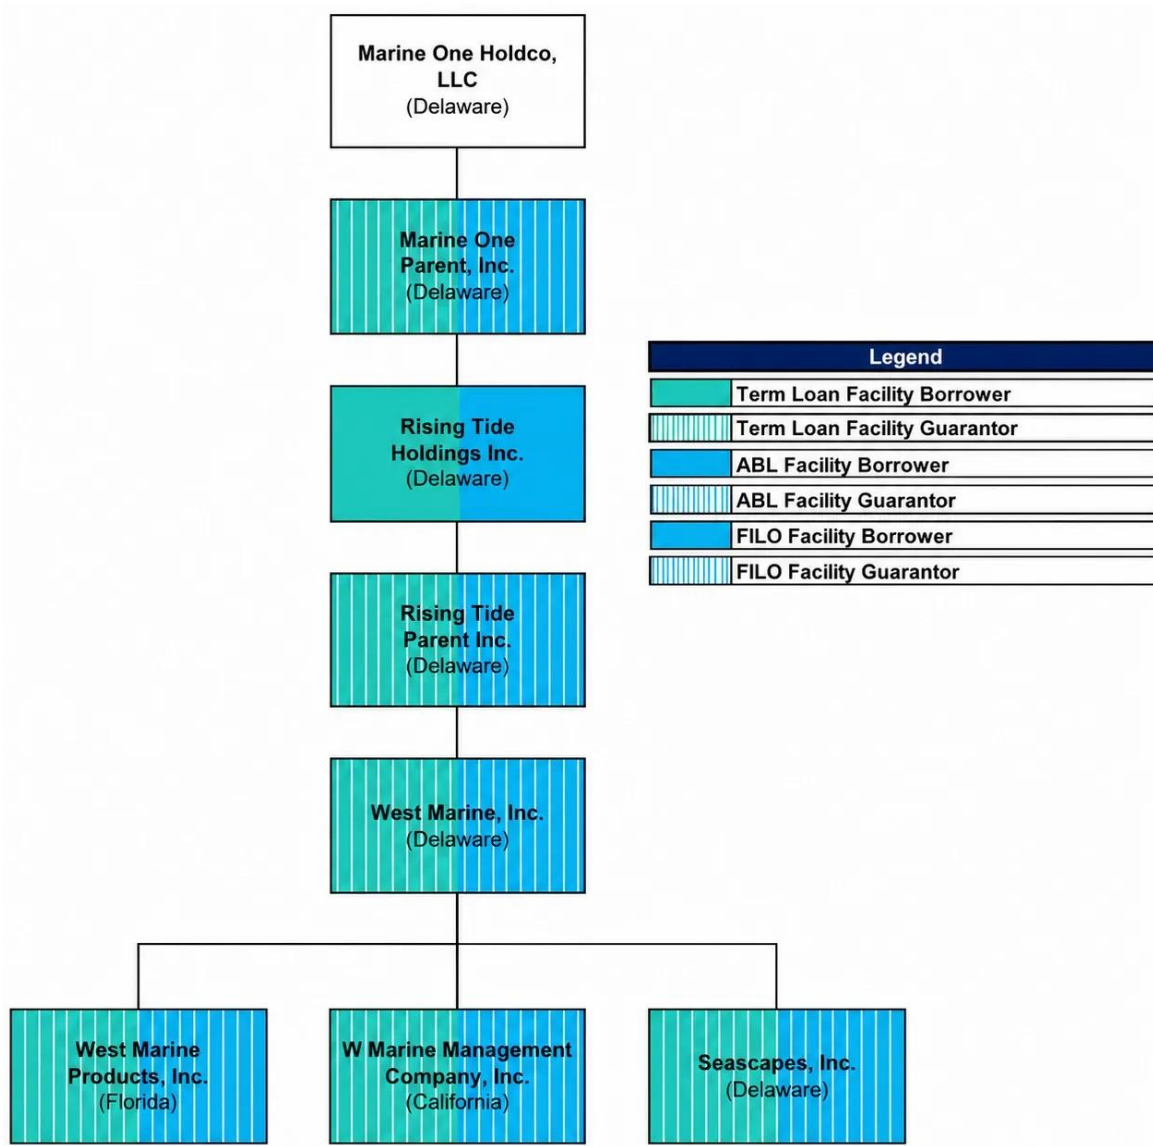 Marine One Holdco,
LLC
(Delaware)
Marine One
Parent, Inc.
(Delaware)
Rising Tide
Holdings Inc.
(Delaware)
Rising Tide
Parent Inc.
(Delaware)
West Marine, Inc.
(Delaware)
West Marine
Products, Inc.
(Florida)
W Marine Management
Company, Inc.
(California)
Seascapes, Inc.
(Delaware)
Legend
Term Loan Facility Borrower
Term Loan Facility Guarantor
ABL Facility Borrower
ABL Facility Guarantor
FILO Facility Borrower
FILO Facility Guarantor